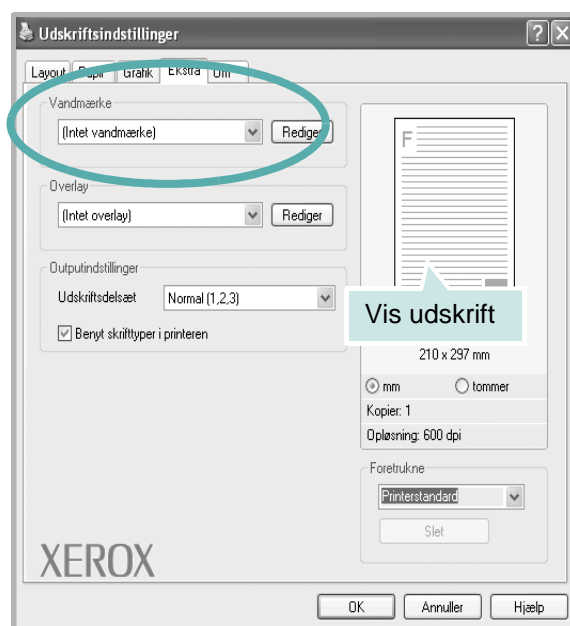 Udskriftsindstillinger
Layout Papir Grafik Ekstra Om
Vandmærke
(Intet vandmærke) Rediger
F
Overlay
(Intet overlay) Rediger
Outputindstillinger
Udskriftsdelsæt Normal (1,2,3)
Vis udskrift
Benyt skrifttyper i printeren
210 x 297 mm
mm tommer
Kopier: 1
Opløsning: 600 dpi
Foretrukne
Printerstandard
Slet
XEROX
OK Annuller Hjælp